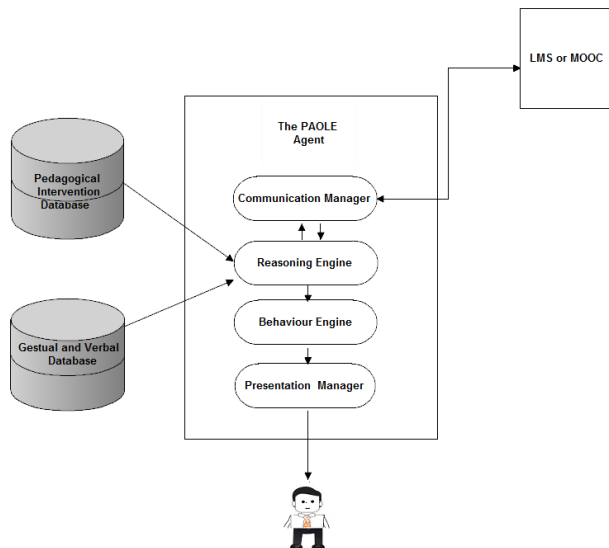 LMS or MOOC
The PAOLE
Agent
Pedagogical
Intervention
Database
Communication Manager
Reasoning Engine
Behaviour Engine
Gestual and Verbal
Database
Presentation Manager